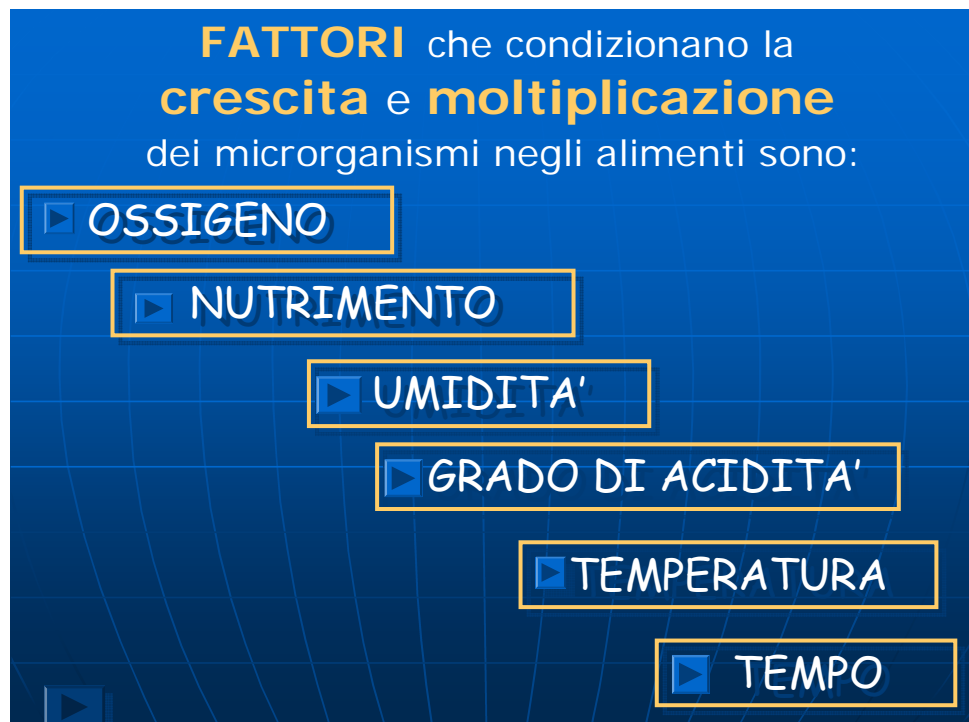 FATTORI che condizionano la
crescita e moltiplicazione
dei microrganismi negli alimenti sono:
OSSIGENO
NUTRIMENTO
UMIDITA'
GRADO DI ACIDITA'
TEMPERATURA
TEMPO